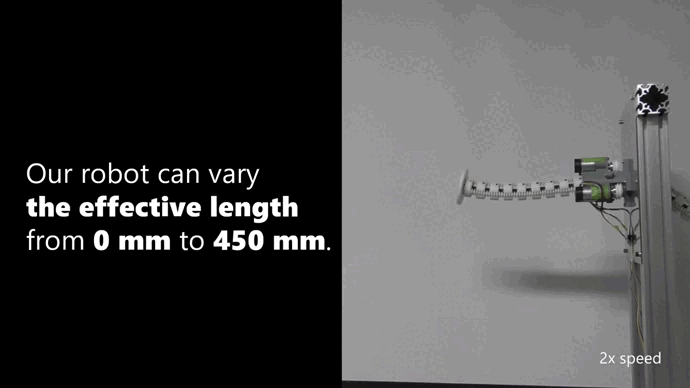 Our robot can vary
the effective length
from 0 mm to 450 mm.
2x speed